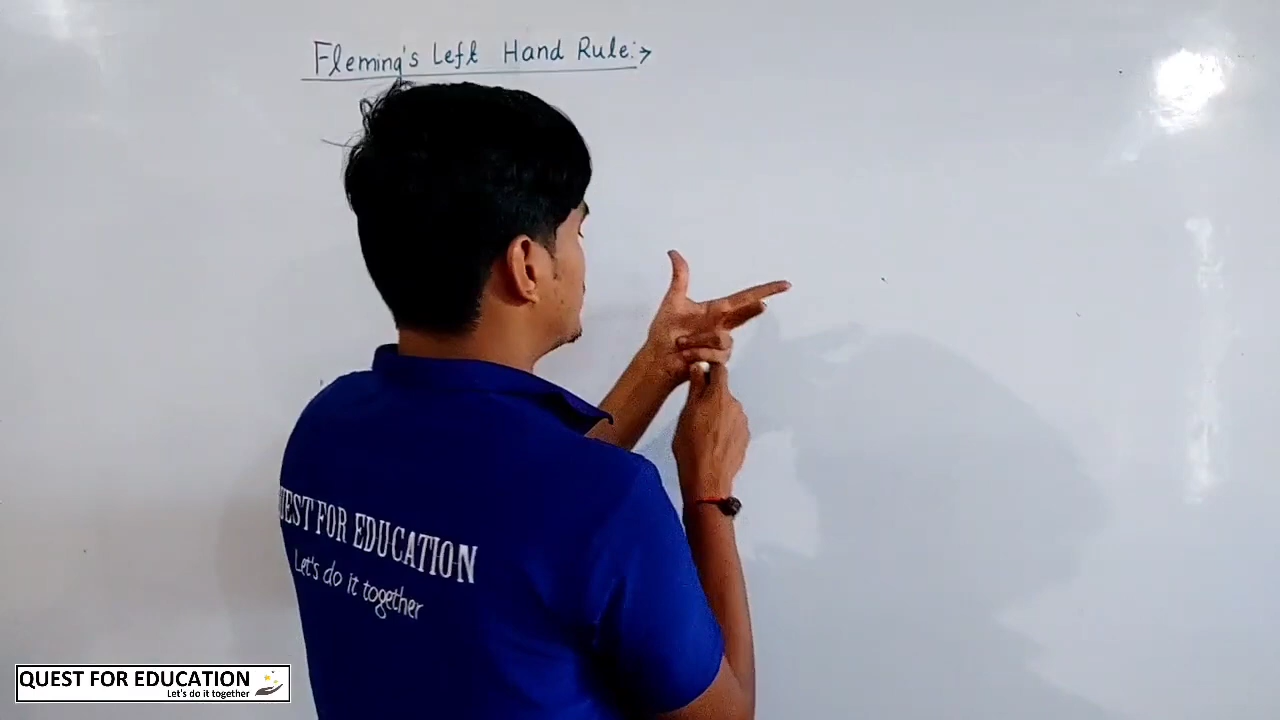 Fleming's Left Hand Rule:→
QUEST FOR EDUCATION
Let's do it together
QUEST FOR EDUCATION
Let's do it together